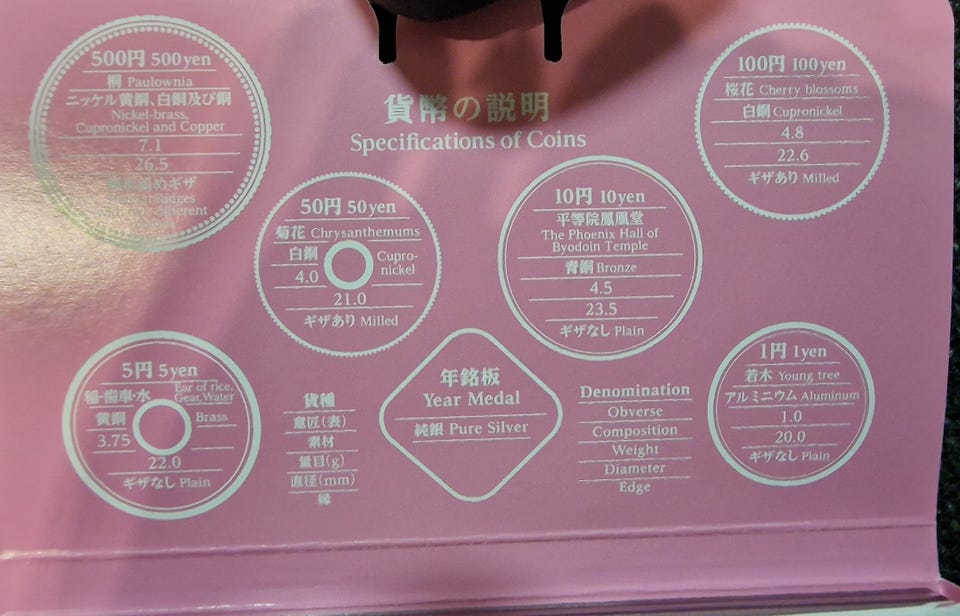 貨幣の説明
Specifications of Coins
500円 500yen
桐 Paulownia
ニッケル黄銅、白銅及び銅
Nickel-brass,
Cupronickel and Copper
7.1
26.5
ギザ
Ridges
different
100円 100yen
桜花 Cherry blossoms
白銅 Cupronickel
4.8
22.6
ギザあり Milled
50円 50yen
菊花 Chrysanthemums
白銅 Cupro-
nickel
4.0
21.0
ギザあり Milled
10円 10yen
平等院鳳凰堂
The Phoenix Hall of
Byodoin Temple
青銅 Bronze
4.5
23.5
ギザなし Plain
5円 5yen
稲・歯車・水 Ear of rice,
Gear,Water
黄銅 Brass
3.75
22.0
ギザなし Plain
貨種
意匠(表)
素材
量目(g)
直径(mm)
縁
年銘板
Year Medal
純銀 Pure Silver
Denomination
Obverse
Composition
Weight
Diameter
Edge
1円 1yen
若木 Young tree
アルミニウム Aluminum
1.0
20.0
ギザなし Plain